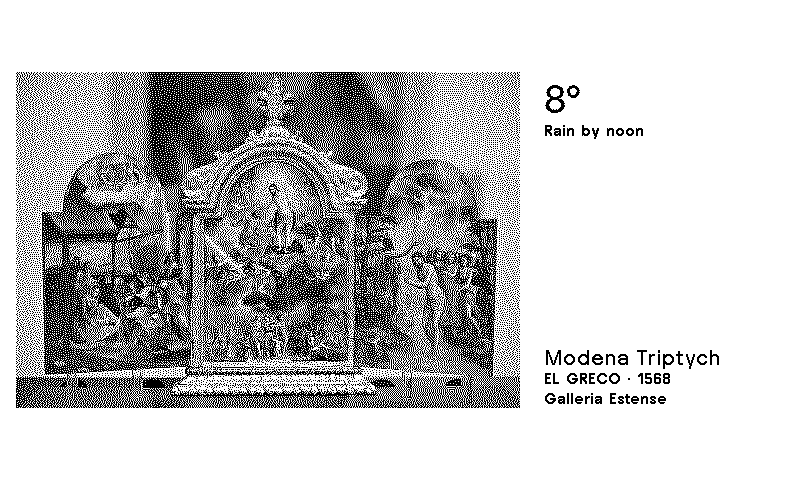 8°
Rain by noon
Modena Triptych
EL GRECO · 1568
Galleria Estense